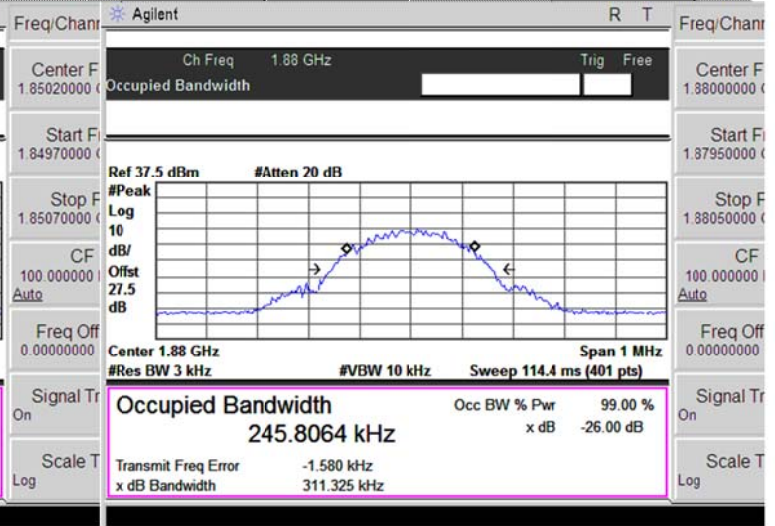 Freq/Chann
Center F
1.85020000
Start F
1.84970000
Stop F
1.85070000
CF
100.000000
Auto
Freq Off
0.00000000
Signal Tr
On
Scale T
Log
Agilent R T
Ch Freq 1.88 GHz Trig Free
Occupied Bandwidth
Ref 37.5 dBm #Atten 20 dB
#Peak
Log
10
dB/
Offst
27.5
dB
Center 1.88 GHz Span 1 MHz
#Res BW 3 kHz #VBW 10 kHz Sweep 114.4 ms (401 pts)
Occupied Bandwidth Occ BW % Pwr 99.00 %
245.8064 kHz x dB -26.00 dB
Transmit Freq Error -1.580 kHz
x dB Bandwidth 311.325 kHz
Freq/Chann
Center F
1.88000000
Start F
1.87950000
Stop F
1.88050000
CF
100.000000
Auto
Freq Off
0.00000000
Signal Tr
On
Scale T
Log